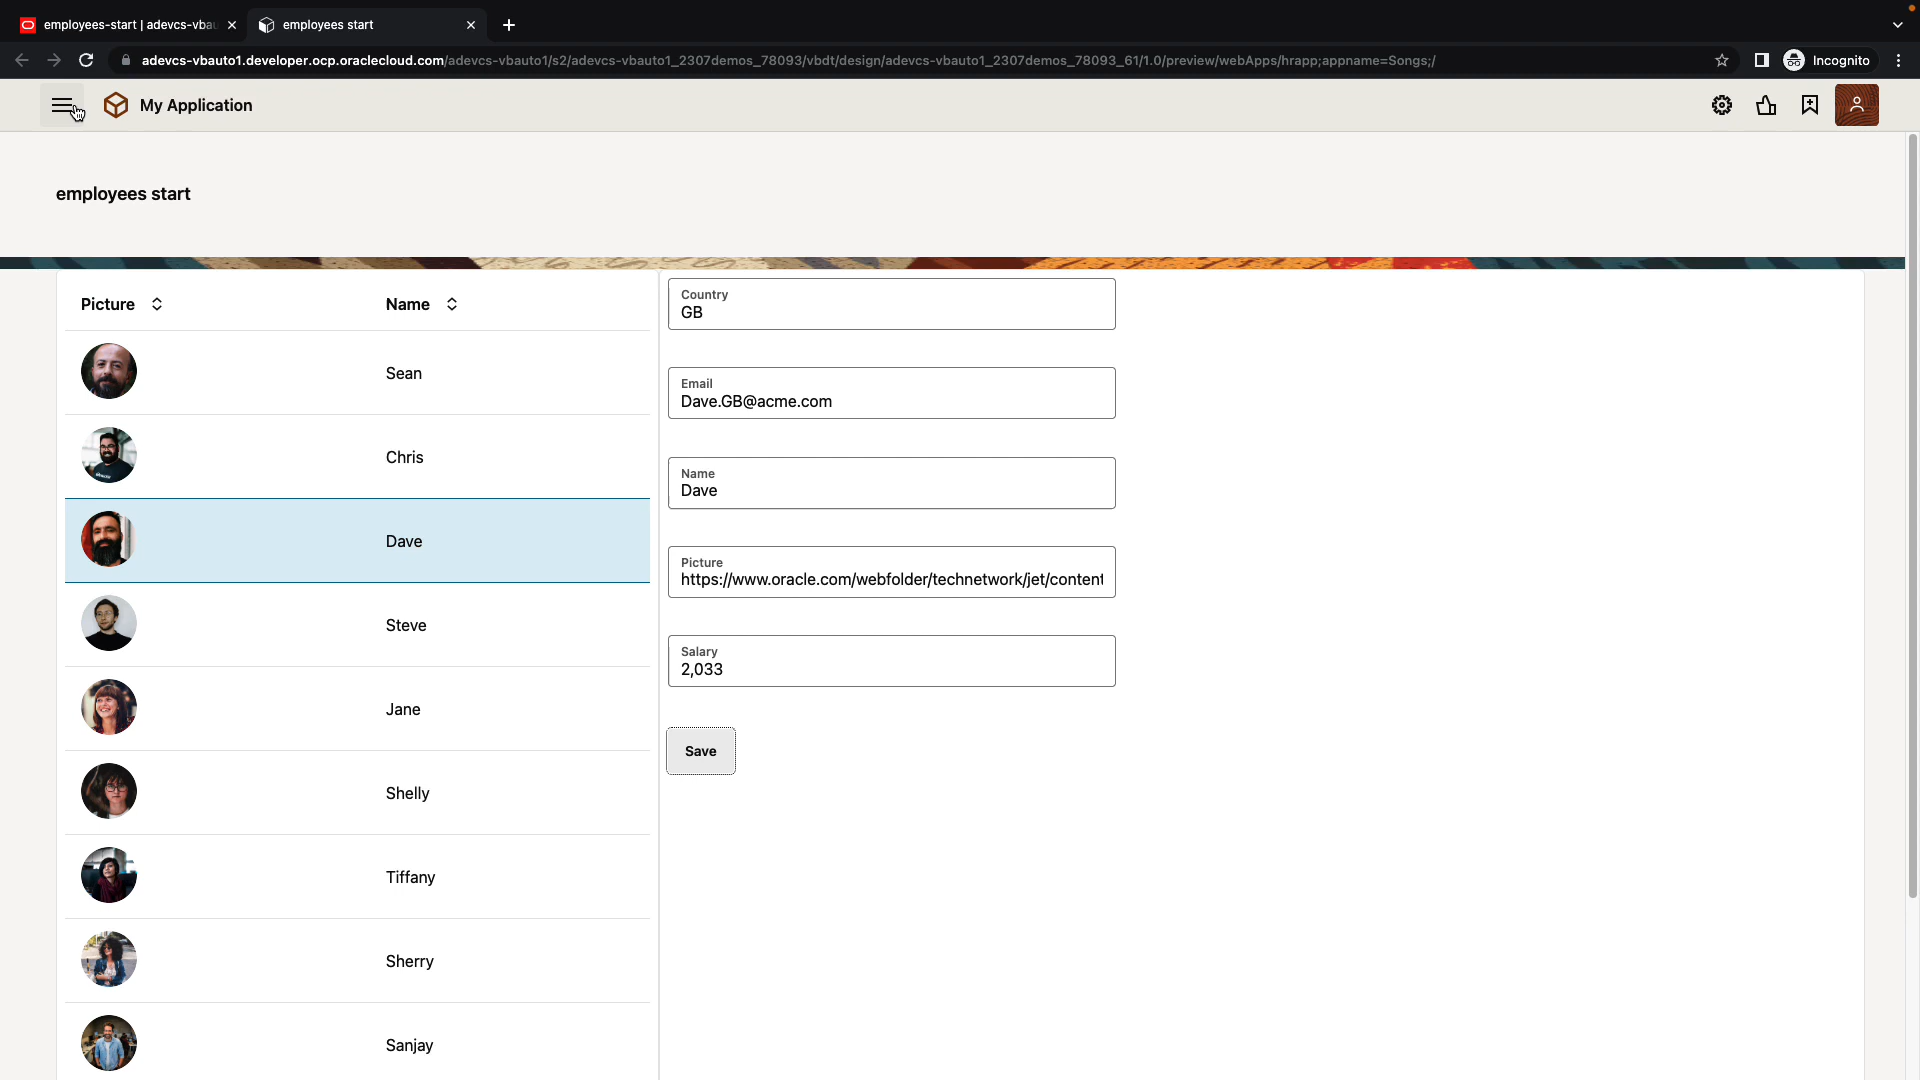 employees-start | adevcs-vbau
employees start
adevcs-vbauto1.developer.ocp.oraclecloud.com/adevcs-vbauto1/s2/adevcs-vbauto1_2307demos_78093/vbdt/design/adevcs-vbauto1_2307demos_78093_61/1.0/preview/webApps/hrapp;appname=Songs;/
Incognito
My Application
employees start
Picture
Name
Sean
Chris
Dave
Steve
Jane
Shelly
Tiffany
Sherry
Sanjay
Country
GB
Email
Dave.GB@acme.com
Name
Dave
Picture
https://www.oracle.com/webfolder/technetwork/jet/content
Salary
2,033
Save